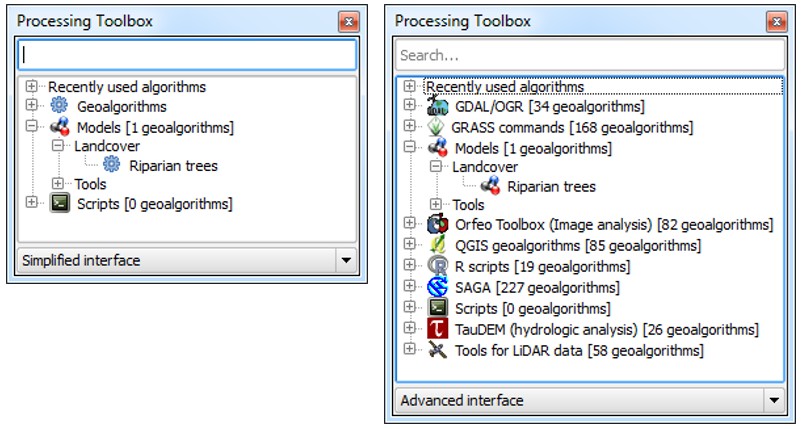 Processing Toolbox
Recently used algorithms
Geoalgorithms
Models [1 geoalgorithms]
Landcover
Riparian trees
Tools
Scripts [0 geoalgorithms]
Simplified interface
Processing Toolbox
Search...
Recently used algorithms
GDAL/OGR [34 geoalgorithms]
GRASS commands [168 geoalgorithms]
Models [1 geoalgorithms]
Landcover
Riparian trees
Tools
Orfeo Toolbox (Image analysis) [82 geoalgorithms]
QGIS geoalgorithms [85 geoalgorithms]
R scripts [19 geoalgorithms]
SAGA [227 geoalgorithms]
Scripts [0 geoalgorithms]
TauDEM (hydrologic analysis) [26 geoalgorithms]
Tools for LiDAR data [58 geoalgorithms]
Advanced interface